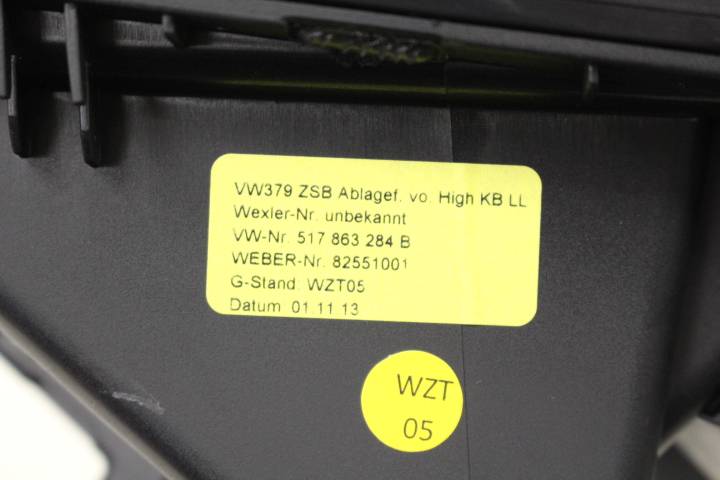 VW379 ZSB Ablagef. vo. High KB LL
Wexler-Nr. unbekannt
VW-Nr. 517 863 284 B
WEBER-Nr. 82551001
G-Stand: WZT05
Datum 01.11.13
WZT
05